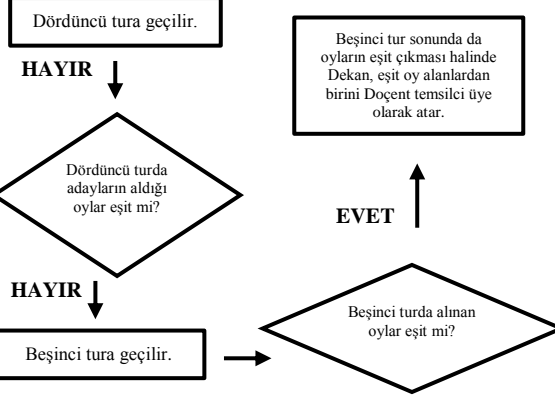 Dördüncü tura geçilir.
HAYIR
Dördüncü turda
adayların aldığı
oylar eşit mi?
HAYIR
Beşinci tura geçilir.
Beşinci turda alınan
oylar eşit mi?
EVET
Beşinci tur sonunda da
oyların eşit çıkması halinde
Dekan, eşit oy alanlardan
birini Doçent temsilci üye
olarak atar.